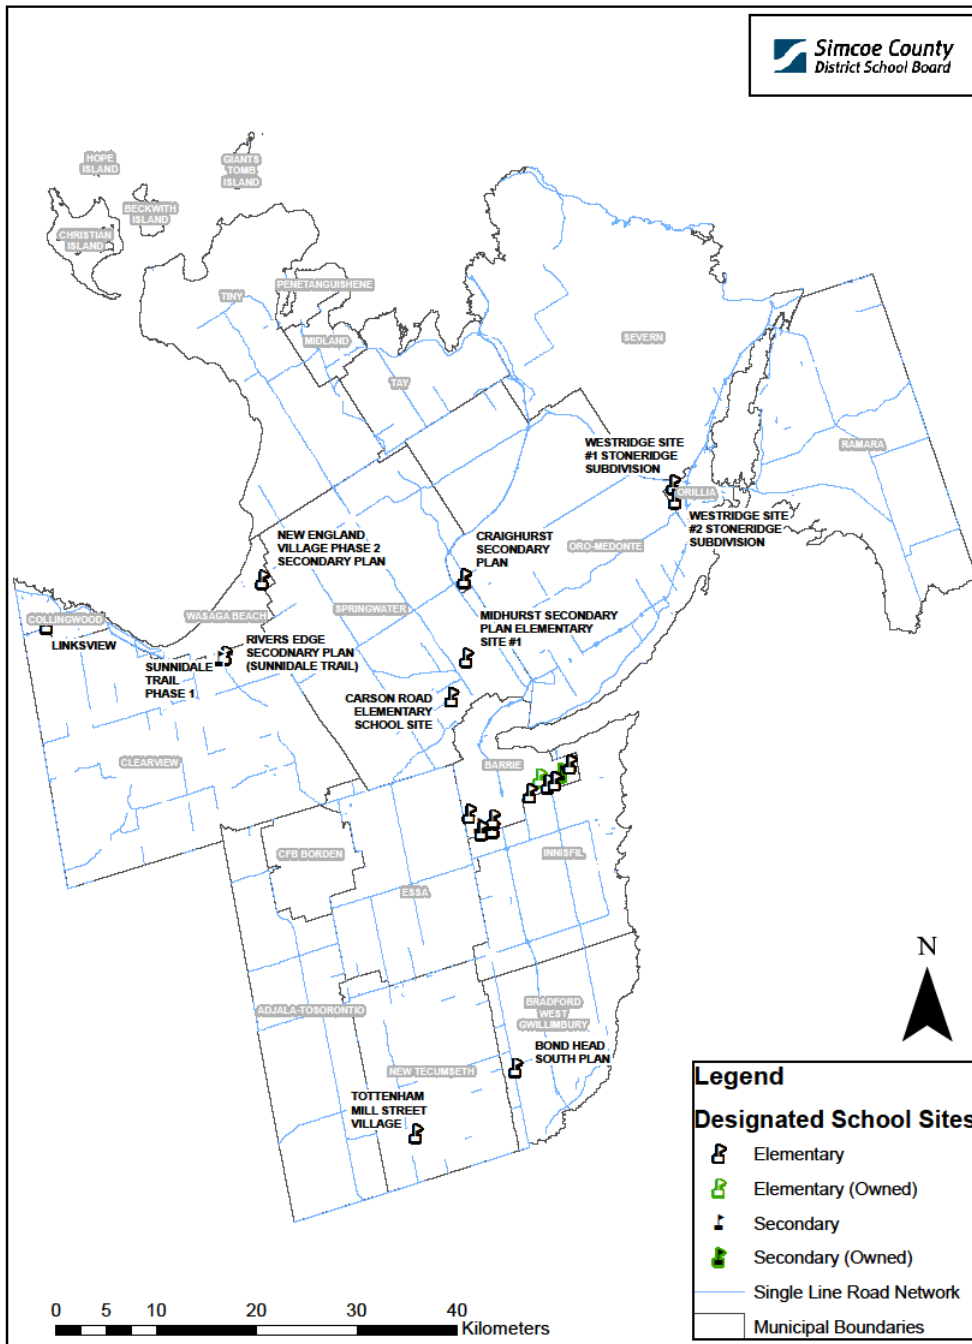 Simcoe County
District School Board
HOPE
ISLAND
GIANTS
TOMB
ISLAND
BECKWITH
ISLAND
CHRISTIAN
ISLAND
PENETANGUISHENE
TINY
MIDLAND
SEVERN
TAY
WESTRIDGE SITE
#1 STONERIDGE
SUBDIVISION
RAMARA
ORILLIA
WESTRIDGE SITE
#2 STONERIDGE
SUBDIVISION
NEW ENGLAND
VILLAGE PHASE 2
SECONDARY PLAN
CRAIGHURST
SECONDARY
PLAN
ORO-MEDONTE
SPRINGWATER
WASAGA BEACH
COLLINGWOOD
LINKSVIEW
MIDHURST SECONDARY
PLAN ELEMENTARY
SITE #1
RIVERS EDGE
SECODNARY PLAN
(SUNNIDALE TRAIL)
SUNNIDALE
TRAIL
PHASE 1
CARSON ROAD
ELEMENTARY
SCHOOL SITE
CLEARVIEW
BARRIE
CFB BORDEN
INNISFIL
ESSA
ADJALA-TOSORONTIO
BRADFORD
WEST
GWILLIMBURY
BOND HEAD
SOUTH PLAN
NEW TECUMSETH
TOTTENHAM
MILL STREET
VILLAGE
N
Legend
Designated School Sites
Elementary
Elementary (Owned)
Secondary
Secondary (Owned)
Single Line Road Network
Municipal Boundaries
0 5 10 20 30 40
Kilometers